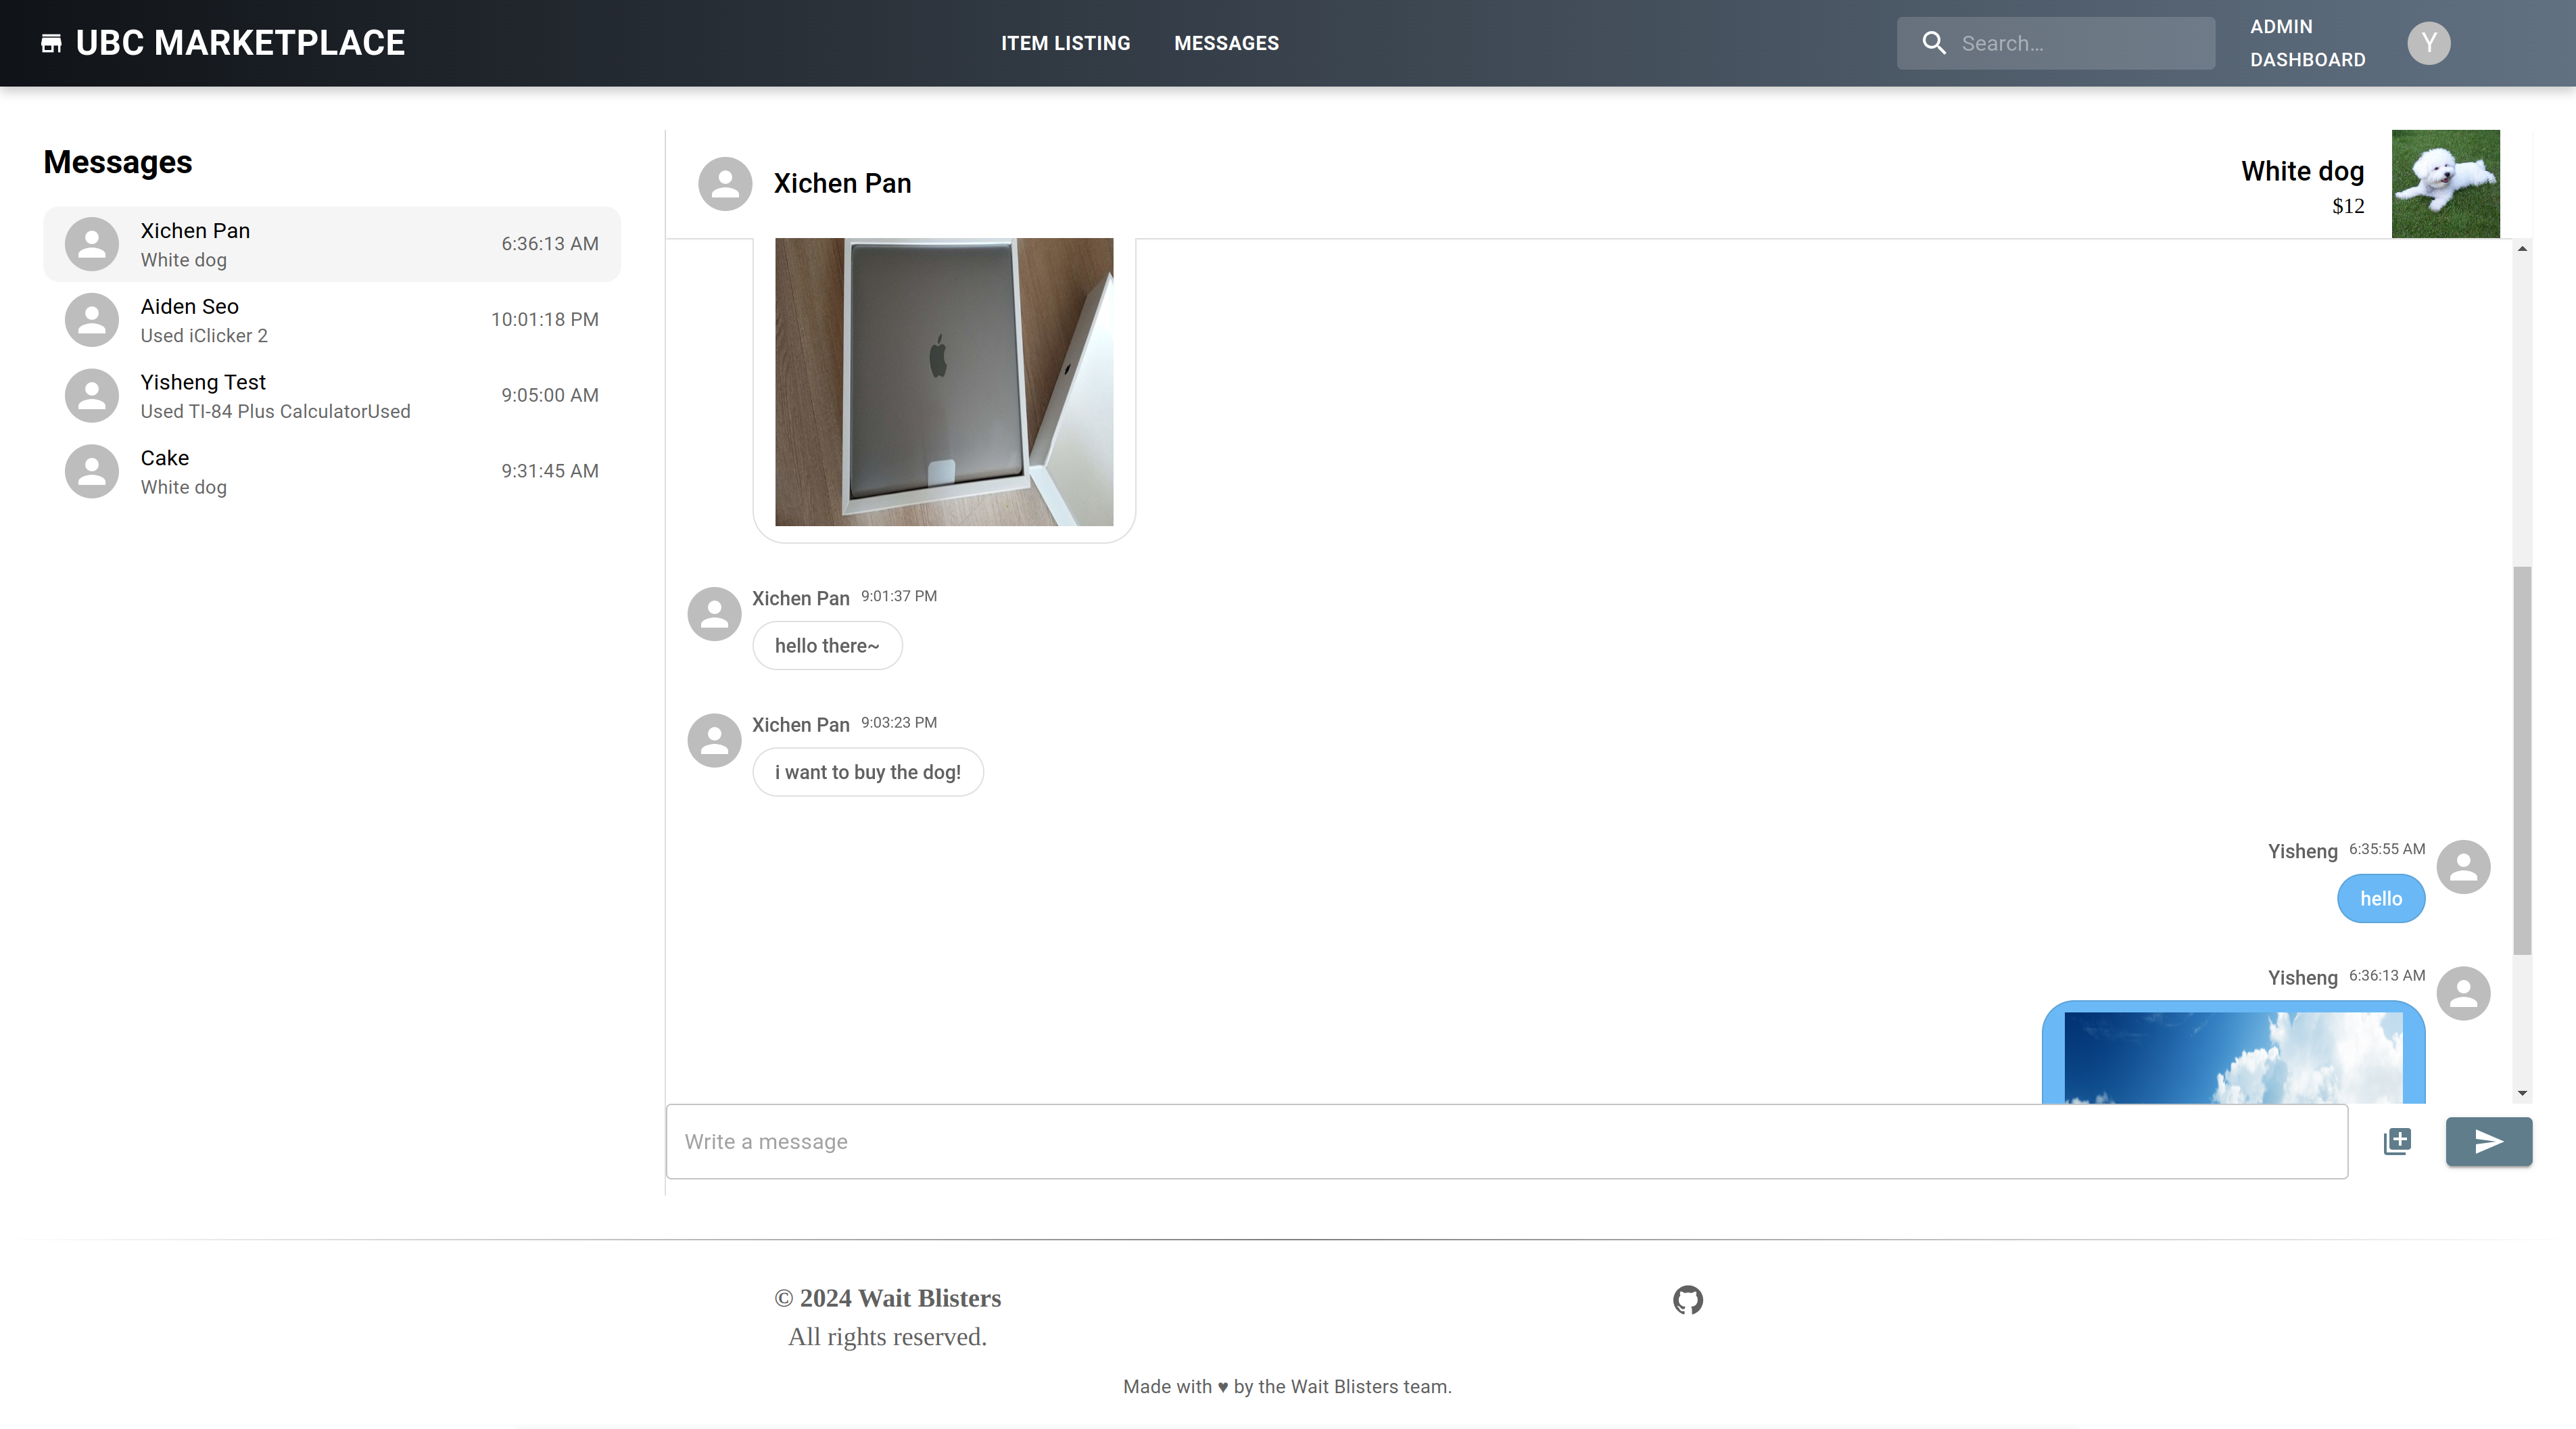 UBC MARKETPLACE
ITEM LISTING
MESSAGES
Search...
ADMIN
DASHBOARD
Y
Messages
Xichen Pan
White dog
6:36:13 AM
Aiden Seo
Used iClicker 2
10:01:18 PM
Yisheng Test
Used TI-84 Plus CalculatorUsed
9:05:00 AM
Cake
White dog
9:31:45 AM
Xichen Pan
White dog
$12
Xichen Pan 9:01:37 PM
hello there~
Xichen Pan 9:03:23 PM
i want to buy the dog!
Yisheng 6:35:55 AM
hello
Yisheng 6:36:13 AM
Write a message
© 2024 Wait Blisters
All rights reserved.
Made with ♥ by the Wait Blisters team.